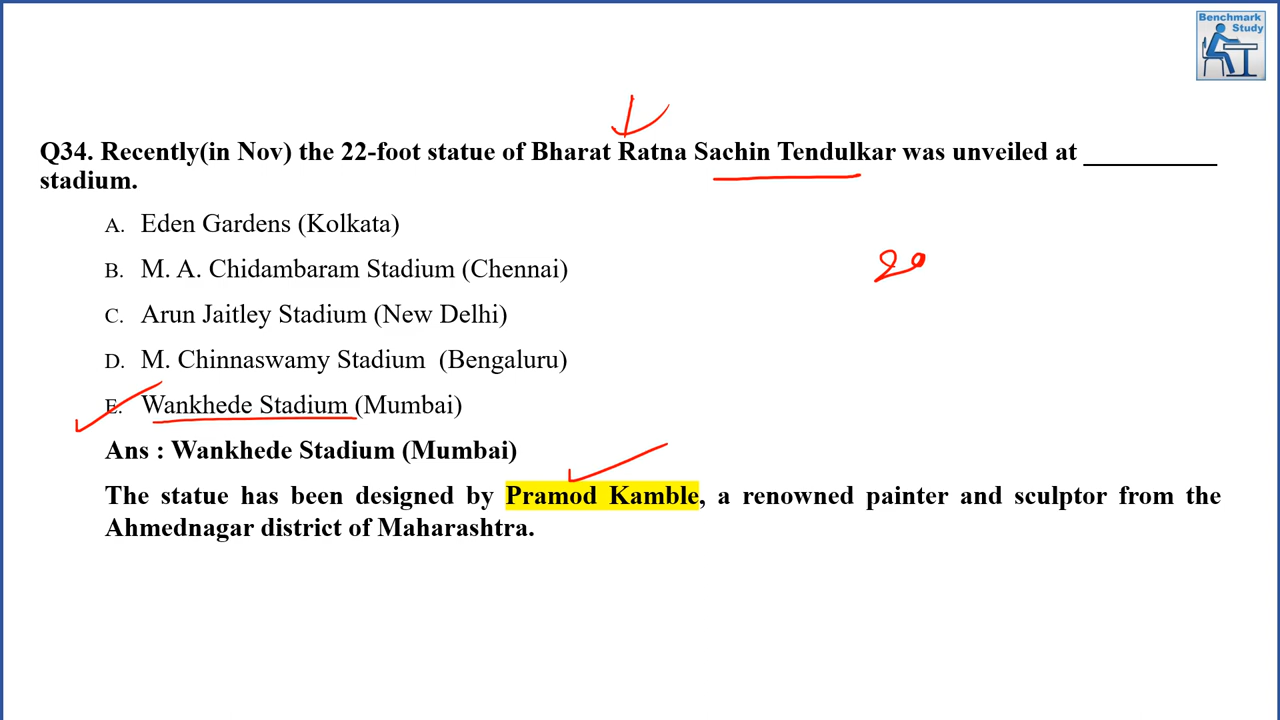 Benchmark
Study
Q34. Recently(in Nov) the 22-foot statue of Bharat Ratna Sachin Tendulkar was unveiled at __________
stadium.
A. Eden Gardens (Kolkata)
B. M. A. Chidambaram Stadium (Chennai)
C. Arun Jaitley Stadium (New Delhi)
D. M. Chinnaswamy Stadium (Bengaluru)
E. Wankhede Stadium (Mumbai)
Ans : Wankhede Stadium (Mumbai)
The statue has been designed by Pramod Kamble, a renowned painter and sculptor from the
Ahmednagar district of Maharashtra.